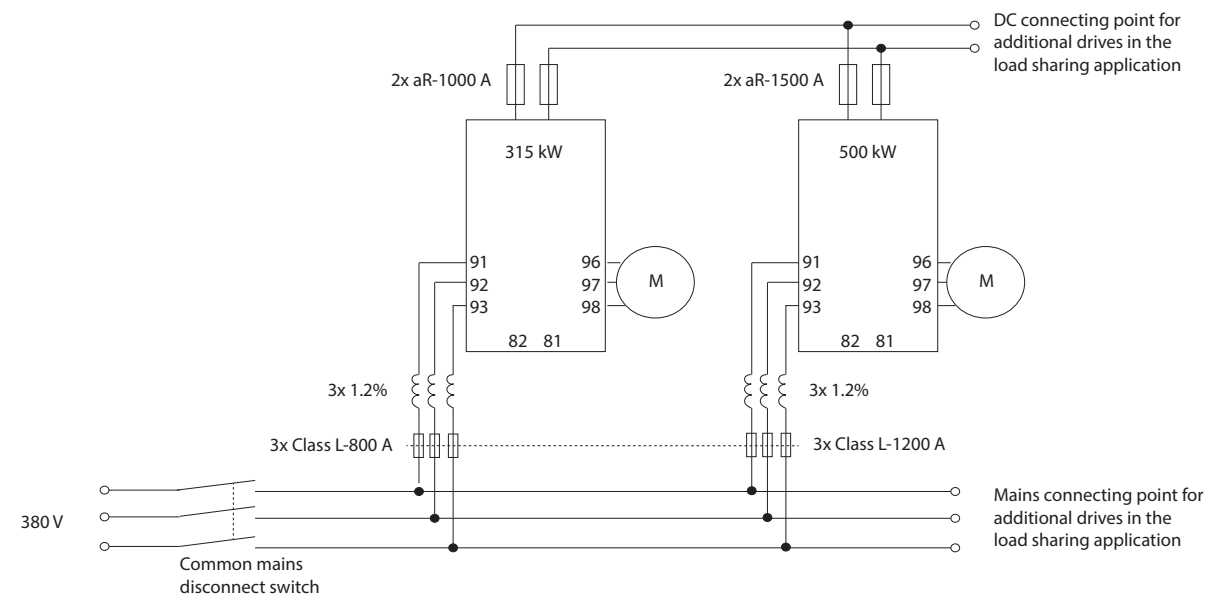 DC connecting point for
additional drives in the
load sharing application
2x aR-1000 A
2x aR-1500 A
315 kW
500 kW
91
92
93
96
97
98
M
82 81
91
92
93
96
97
98
M
82 81
3x 1.2%
3x 1.2%
3x Class L-800 A
3x Class L-1200 A
380 V
Mains connecting point for
additional drives in the
load sharing application
Common mains
disconnect switch